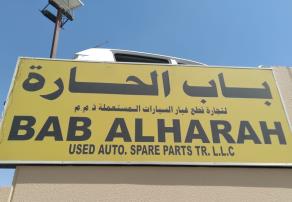 باب الحارة
لتجارة قطع غيار السيارات المستعملة ذ.م.م
BAB ALHARAH
USED AUTO. SPARE PARTS TR. L.L.C